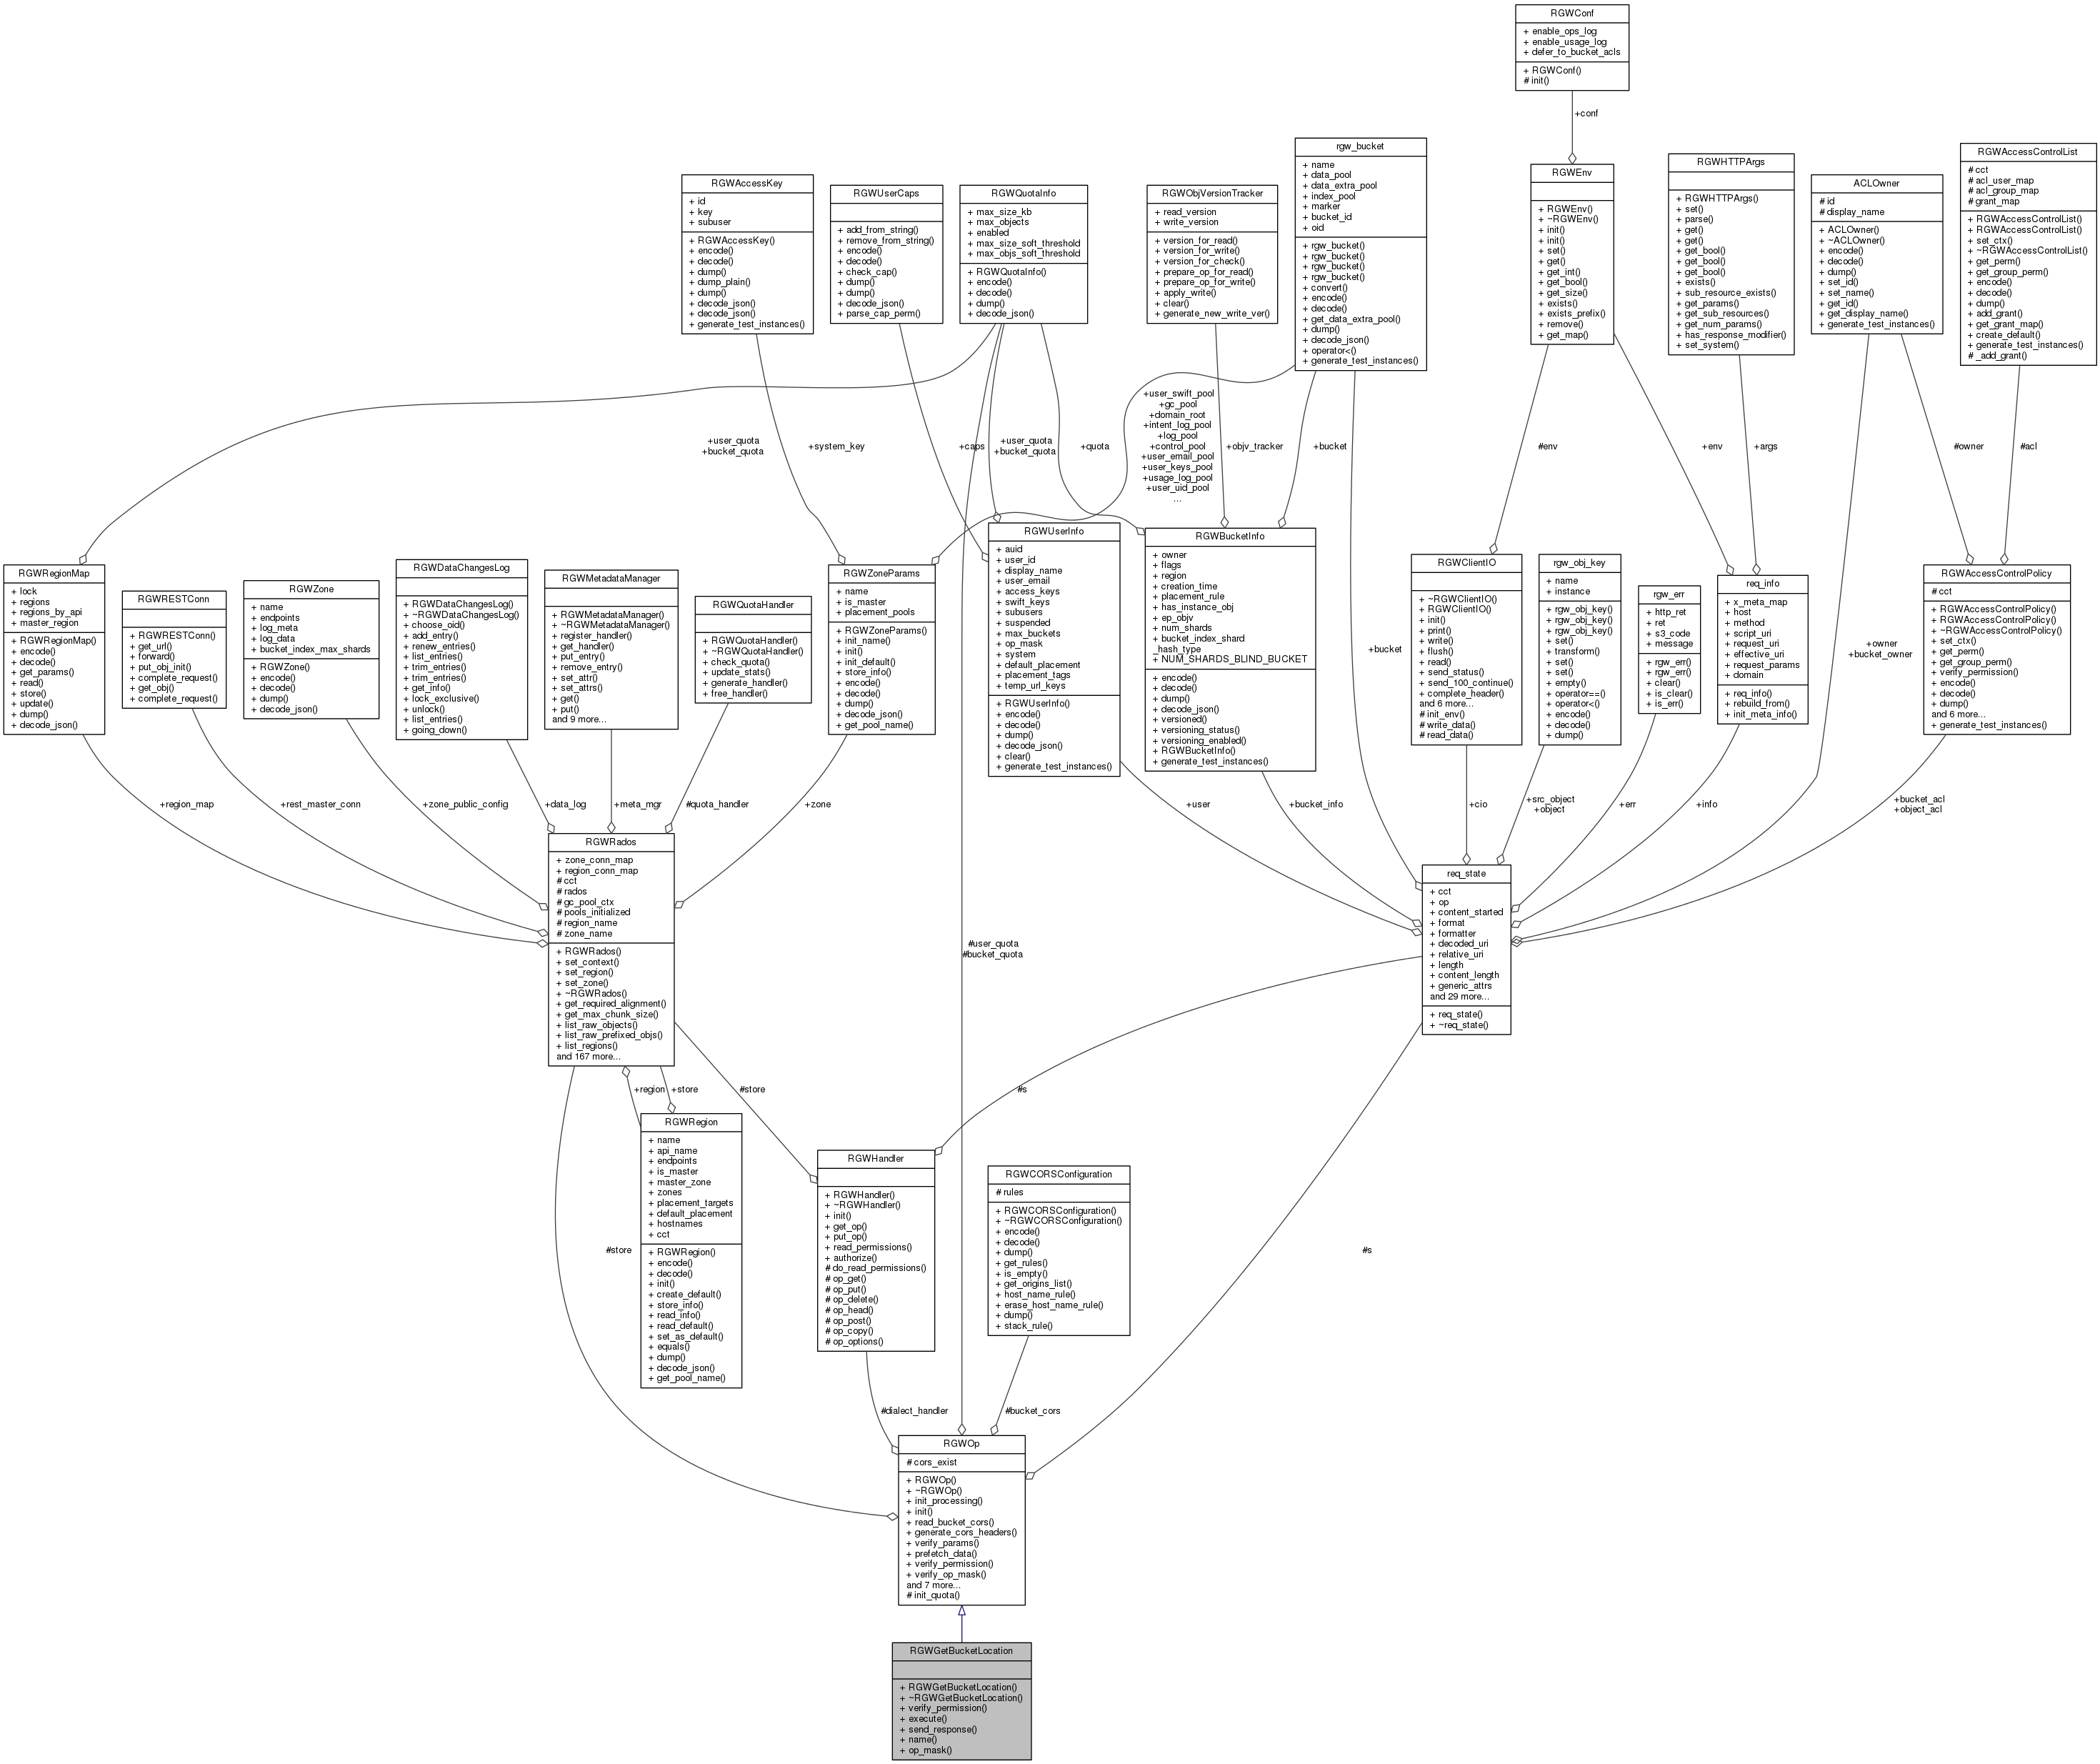 RGWConf
+ enable_ops_log
+ enable_usage_log
+ defer_to_bucket_acls
+ RGWConf()
# init()
+conf
rgw_bucket
+ name
+ data_pool
+ data_extra_pool
+ index_pool
+ marker
+ bucket_id
+ oid
+ rgw_bucket()
+ rgw_bucket()
+ rgw_bucket()
+ rgw_bucket()
+ convert()
+ encode()
+ decode()
+ get_data_extra_pool()
+ dump()
+ decode_json()
+ operator<()
+ generate_test_instances()
RGWAccessKey
+ id
+ key
+ subuser
+ RGWAccessKey()
+ encode()
+ decode()
+ dump()
+ dump_plain()
+ dump()
+ decode_json()
+ decode_json()
+ generate_test_instances()
RGWUserCaps
+ add_from_string()
+ remove_from_string()
+ encode()
+ decode()
+ check_cap()
+ dump()
+ dump()
+ decode_json()
+ parse_cap_perm()
RGWQuotaInfo
+ max_size_kb
+ max_objects
+ enabled
+ max_size_soft_threshold
+ max_objs_soft_threshold
+ RGWQuotaInfo()
+ encode()
+ decode()
+ dump()
+ decode_json()
RGWObjVersionTracker
+ read_version
+ write_version
+ version_for_read()
+ version_for_write()
+ version_for_check()
+ prepare_op_for_read()
+ prepare_op_for_write()
+ apply_write()
+ clear()
+ generate_new_write_ver()
RGWEnv
+ RGWEnv()
+ ~RGWEnv()
+ init()
+ init()
+ set()
+ get()
+ get_int()
+ get_bool()
+ get_size()
+ exists()
+ exists_prefix()
+ remove()
+ get_map()
RGWHTTPArgs
+ RGWHTTPArgs()
+ set()
+ parse()
+ get()
+ get()
+ get_bool()
+ get_bool()
+ get_bool()
+ exists()
+ sub_resource_exists()
+ get_params()
+ get_sub_resources()
+ get_num_params()
+ has_response_modifier()
+ set_system()
ACLOwner
# id
# display_name
+ ACLOwner()
+ ~ACLOwner()
+ encode()
+ decode()
+ dump()
+ set_id()
+ set_name()
+ get_id()
+ get_display_name()
+ generate_test_instances()
RGWAccessControlList
# cct
# acl_user_map
# acl_group_map
# grant_map
+ RGWAccessControlList()
+ RGWAccessControlList()
+ set_ctx()
+ ~RGWAccessControlList()
+ get_perm()
+ get_group_perm()
+ encode()
+ decode()
+ dump()
+ add_grant()
+ get_grant_map()
+ create_default()
+ generate_test_instances()
# _add_grant()
+user_quota
+bucket_quota
+system_key
+caps
+user_quota
+bucket_quota
+quota
+user_swift_pool
+gc_pool
+domain_root
+intent_log_pool
+log_pool
+control_pool
+user_email_pool
+user_keys_pool
+usage_log_pool
+user_uid_pool
...
+objv_tracker
+bucket
#env
+env
+args
#owner
#acl
RGWRegionMap
+ lock
+ regions
+ regions_by_api
+ master_region
+ RGWRegionMap()
+ encode()
+ decode()
+ get_params()
+ read()
+ store()
+ update()
+ dump()
+ decode_json()
RGWRESTConn
+ RGWRESTConn()
+ get_url()
+ forward()
+ put_obj_init()
+ complete_request()
+ get_obj()
+ complete_request()
RGWZone
+ name
+ endpoints
+ log_meta
+ log_data
+ bucket_index_max_shards
+ RGWZone()
+ encode()
+ decode()
+ dump()
+ decode_json()
RGWDataChangesLog
+ RGWDataChangesLog()
+ ~RGWDataChangesLog()
+ choose_oid()
+ add_entry()
+ renew_entries()
+ list_entries()
+ trim_entries()
+ trim_entries()
+ get_info()
+ lock_exclusive()
+ unlock()
+ list_entries()
+ going_down()
RGWMetadataManager
+ RGWMetadataManager()
+ ~RGWMetadataManager()
+ register_handler()
+ get_handler()
+ put_entry()
+ remove_entry()
+ set_attr()
+ set_attrs()
+ get()
+ put()
and 9 more...
RGWQuotaHandler
+ RGWQuotaHandler()
+ ~RGWQuotaHandler()
+ check_quota()
+ update_stats()
+ generate_handler()
+ free_handler()
RGWZoneParams
+ name
+ is_master
+ placement_pools
+ RGWZoneParams()
+ init_name()
+ init()
+ init_default()
+ store_info()
+ encode()
+ decode()
+ dump()
+ decode_json()
+ get_pool_name()
RGWUserInfo
+ auid
+ user_id
+ display_name
+ user_email
+ access_keys
+ swift_keys
+ subusers
+ suspended
+ max_buckets
+ op_mask
+ system
+ default_placement
+ placement_tags
+ temp_url_keys
+ RGWUserInfo()
+ encode()
+ decode()
+ dump()
+ decode_json()
+ clear()
+ generate_test_instances()
RGWBucketInfo
+ owner
+ flags
+ region
+ creation_time
+ placement_rule
+ has_instance_obj
+ ep_objv
+ num_shards
+ bucket_index_shard
_hash_type
+ NUM_SHARDS_BLIND_BUCKET
+ encode()
+ decode()
+ dump()
+ decode_json()
+ versioned()
+ versioning_status()
+ versioning_enabled()
+ RGWBucketInfo()
+ generate_test_instances()
+bucket
RGWClientIO
+ ~RGWClientIO()
+ RGWClientIO()
+ init()
+ print()
+ write()
+ flush()
+ read()
+ send_status()
+ send_100_continue()
+ complete_header()
and 6 more...
# init_env()
# write_data()
# read_data()
rgw_obj_key
+ name
+ instance
+ rgw_obj_key()
+ rgw_obj_key()
+ rgw_obj_key()
+ set()
+ transform()
+ set()
+ set()
+ empty()
+ operator==()
+ operator<()
+ encode()
+ decode()
+ dump()
rgw_err
+ http_ret
+ ret
+ s3_code
+ message
+ rgw_err()
+ rgw_err()
+ clear()
+ is_clear()
+ is_err()
req_info
+ x_meta_map
+ host
+ method
+ script_uri
+ request_uri
+ effective_uri
+ request_params
+ domain
+ req_info()
+ rebuild_from()
+ init_meta_info()
+owner
+bucket_owner
RGWAccessControlPolicy
# cct
+ RGWAccessControlPolicy()
+ RGWAccessControlPolicy()
+ ~RGWAccessControlPolicy()
+ set_ctx()
+ get_perm()
+ get_group_perm()
+ verify_permission()
+ encode()
+ decode()
+ dump()
and 6 more...
+ generate_test_instances()
+region_map
+rest_master_conn
+zone_public_config
+data_log
+meta_mgr
#quota_handler
+zone
+user
+bucket_info
+cio
+src_object
+object
+err
+info
+bucket_acl
+object_acl
RGWRados
+ zone_conn_map
+ region_conn_map
# cct
# rados
# gc_pool_ctx
# pools_initialized
# region_name
# zone_name
+ RGWRados()
+ set_context()
+ set_region()
+ set_zone()
+ ~RGWRados()
+ get_required_alignment()
+ get_max_chunk_size()
+ list_raw_objects()
+ list_raw_prefixed_objs()
+ list_regions()
and 167 more...
#user_quota
#bucket_quota
req_state
+ cct
+ op
+ content_started
+ format
+ formatter
+ decoded_uri
+ relative_uri
+ length
+ content_length
+ generic_attrs
and 29 more...
+ req_state()
+ ~req_state()
+region
+store
#store
#s
RGWRegion
+ name
+ api_name
+ endpoints
+ is_master
+ master_zone
+ zones
+ placement_targets
+ default_placement
+ hostnames
+ cct
+ RGWRegion()
+ encode()
+ decode()
+ init()
+ create_default()
+ store_info()
+ read_info()
+ read_default()
+ set_as_default()
+ equals()
+ dump()
+ decode_json()
+ get_pool_name()
RGWHandler
+ RGWHandler()
+ ~RGWHandler()
+ init()
+ get_op()
+ put_op()
+ read_permissions()
+ authorize()
# do_read_permissions()
# op_get()
# op_put()
# op_delete()
# op_head()
# op_post()
# op_copy()
# op_options()
RGWCORSConfiguration
# rules
+ RGWCORSConfiguration()
+ ~RGWCORSConfiguration()
+ encode()
+ decode()
+ dump()
+ get_rules()
+ is_empty()
+ get_origins_list()
+ host_name_rule()
+ erase_host_name_rule()
+ dump()
+ stack_rule()
#store
#s
#dialect_handler
#bucket_cors
RGWOp
# cors_exist
+ RGWOp()
+ ~RGWOp()
+ init_processing()
+ init()
+ read_bucket_cors()
+ generate_cors_headers()
+ verify_params()
+ prefetch_data()
+ verify_permission()
+ verify_op_mask()
and 7 more...
# init_quota()
RGWGetBucketLocation
+ RGWGetBucketLocation()
+ ~RGWGetBucketLocation()
+ verify_permission()
+ execute()
+ send_response()
+ name()
+ op_mask()